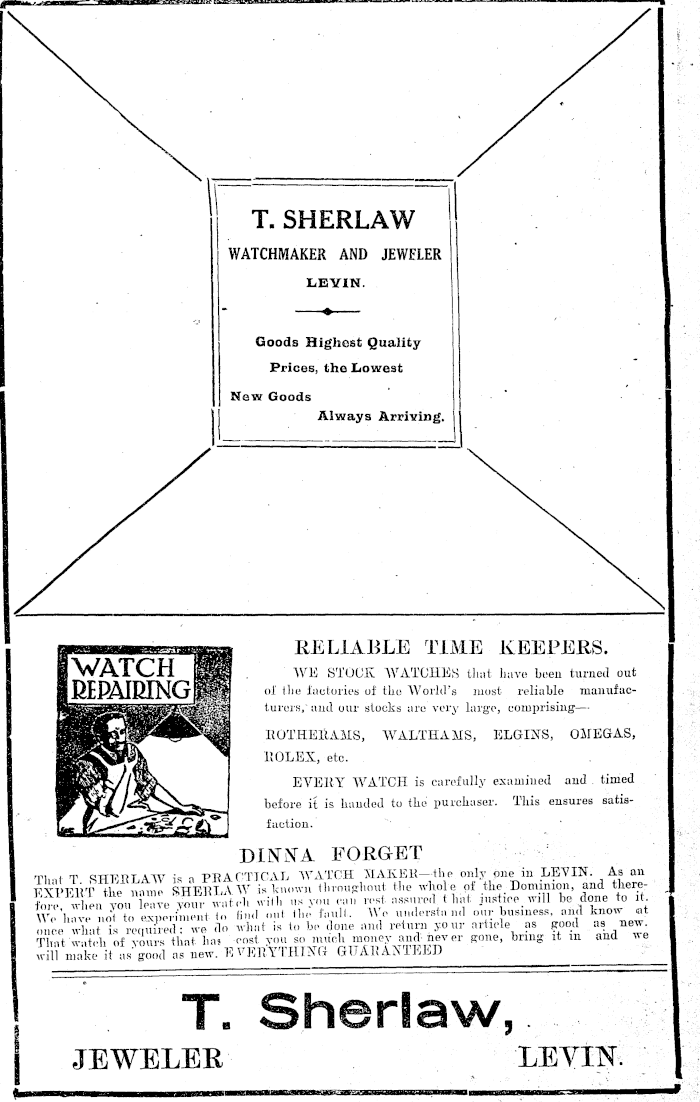 T. SHERLAW
WATCHMAKER AND JEWELER
LEVIN.
Goods Highest Quality
Prices, the Lowest
New Goods
Always Arriving.
WATCH
REPAIRING
RELIABLE TIME KEEPERS.
WE STOCK WATCHES that have been turned out
of the factories of the World's most reliable manufac-
turers, and our stocks are very large, comprising—
ROTHERAMS, WALTHAMS, ELGINS, OMEGAS,
ROLEX, etc.
EVERY WATCH is carefully examined and timed
before it is handed to the purchaser. This ensures satis-
faction.
DINNA FORGET
That T. SHERLAW is a PRACTICAL WATCH MAKER—the only one in LEVIN. As an
EXPERT the name SHERLAW is known throughout the whole of the Dominion, and there-
fore, when you leave your watch with us you can rest assured that justice will be done to it.
We have not to experiment to find out the fault. We understand our business, and know at
once what is required; we do what is to be done and return your article as good as new.
That watch of yours that has cost you so much money and never gone, bring it in and we
will make it as good as new. EVERYTHING GUARANTEED
T. Sherlaw,
JEWELER LEVIN.